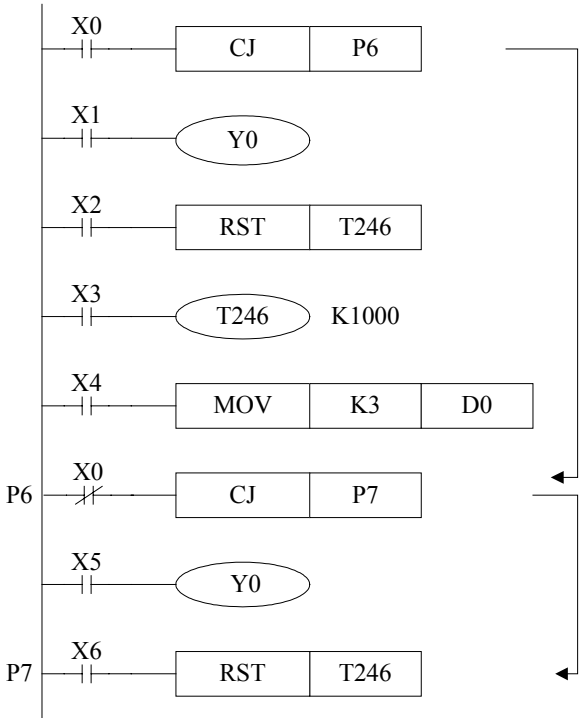 X0
CJ P6
X1
Y0
X2
RST T246
X3
T246 K1000
X4
MOV K3 D0
X0
P6 CJ P7
X5
Y0
X6
P7 RST T246